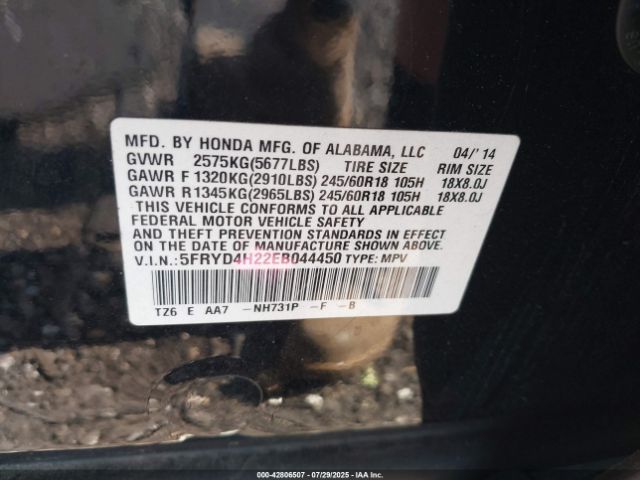 MFD. BY HONDA MFG. OF ALABAMA, LLC 04/'14
GVWR 2575KG(5677LBS) TIRE SIZE RIM SIZE
GAWR F 1320KG(2910LBS) 245/60R18 105H 18X8.0J
GAWR R 1345KG(2965LBS) 245/60R18 105H 18X8.0J
THIS VEHICLE CONFORMS TO ALL APPLICABLE
FEDERAL MOTOR VEHICLE SAFETY
AND THEFT PREVENTION STANDARDS IN EFFECT
ON THE DATE OF MANUFACTURE SHOWN ABOVE.
V.I.N.: 5FRYD4H22EB044450 TYPE: MPV
TZ6 E AA7 -NH731P -F -B
000-42806507 - 07/29/2025 - IAA Inc.